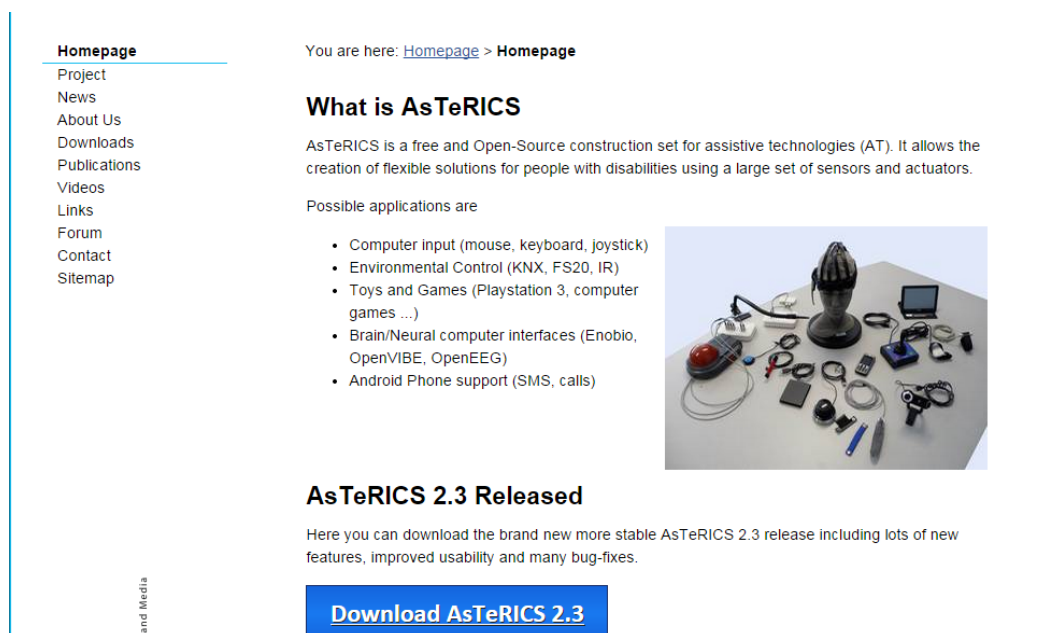 Homepage
Project
News
About Us
Downloads
Publications
Videos
Links
Forum
Contact
Sitemap
and Media
You are here: Homepage > Homepage
What is AsTeRICS
AsTeRICS is a free and Open-Source construction set for assistive technologies (AT). It allows the
creation of flexible solutions for people with disabilities using a large set of sensors and actuators.
Possible applications are
• Computer input (mouse, keyboard, joystick)
• Environmental Control (KNX, FS20, IR)
• Toys and Games (Playstation 3, computer
games ...)
• Brain/Neural computer interfaces (Enobio,
OpenVIBE, OpenEEG)
• Android Phone support (SMS, calls)
AsTeRICS 2.3 Released
Here you can download the brand new more stable AsTeRICS 2.3 release including lots of new
features, improved usability and many bug-fixes.
Download AsTeRICS 2.3